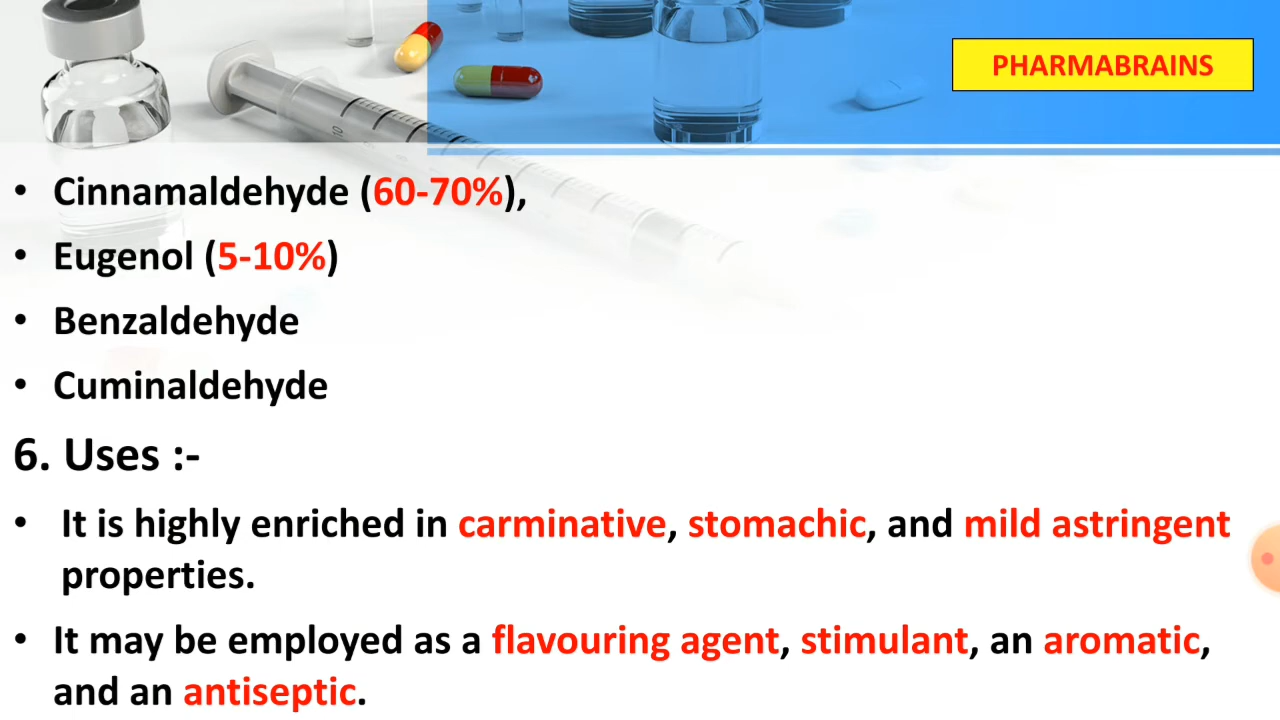 PHARMABRAINS
• Cinnamaldehyde (60-70%),
• Eugenol (5-10%)
• Benzaldehyde
• Cuminaldehyde
6. Uses :-
• It is highly enriched in carminative, stomachic, and mild astringent
properties.
• It may be employed as a flavouring agent, stimulant, an aromatic,
and an antiseptic.